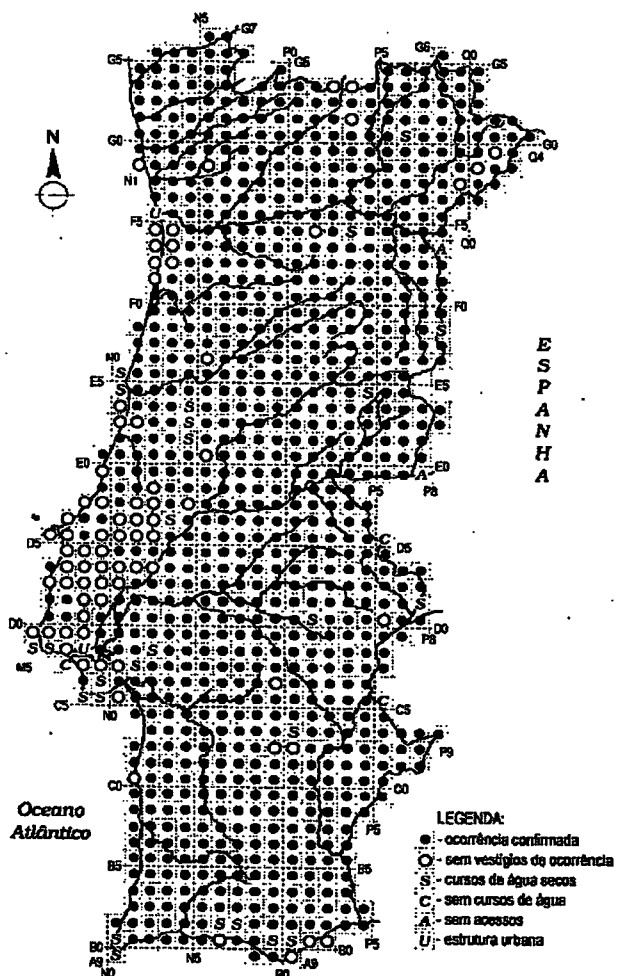 N5
G7
G5
P0
G6
P5
G6
Q0
G5
S
N
G0
G0
Q4
N1
U
F5
S
F5
Q0
A
F0
F0
S
N0
S
E5
S
S
E5
S
S
S
E
S
P
A
N
H
A
E0
E0
A
P8
P5
S
D5
C
D5
S
D0
S
D0
S
S
U
S
P8
M5
C
S
S
S
C5
N0
C
C5
S
P9
C0
C0
Oceano
Atlântico
P5
B5
B5
S
S
S
B0
S
N5
S
S
B0
P5
A9
N0
P0
A9
LEGENDA:
- ocorrência confirmada
- sem vestígios de ocorrência
S - cursos de água secos
C - sem cursos de água
A - sem acessos
U - estrutura urbana